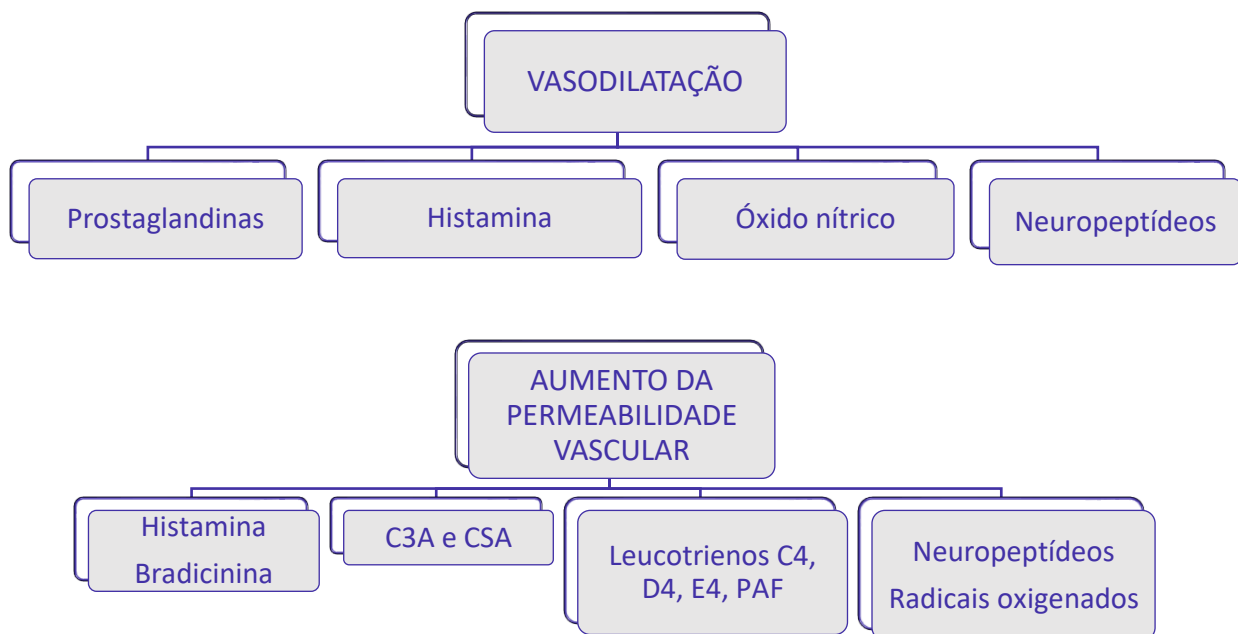 VASODILATAÇÃO
Prostaglandinas
Histamina
Óxido nítrico
Neuropeptídeos
AUMENTO DA
PERMEABILIDADE
VASCULAR
Histamina
Bradicinina
C3A e CSA
Leucotrienos C4,
D4, E4, PAF
Neuropeptídeos
Radicais oxigenados